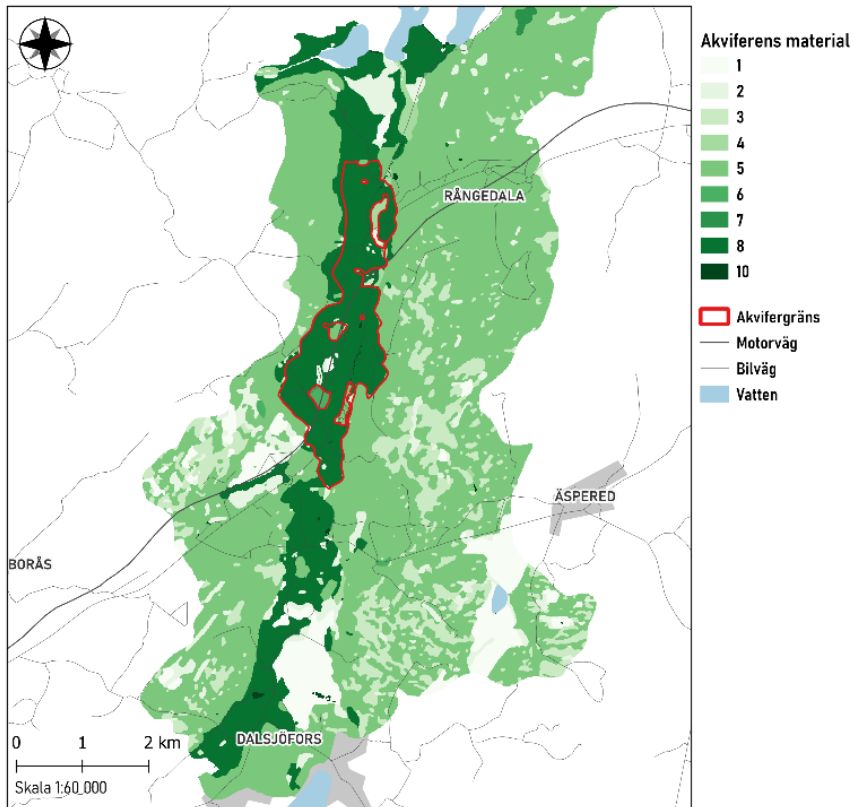 Akviferens material
1
2
3
4
5
6
7
8
10
Akvifergräns
Motorväg
Bilväg
Vatten
RÅNGEDALA
ÄSPERED
BORÅS
DALSJÖFORS
0 1 2 km
Skala 1:60 000